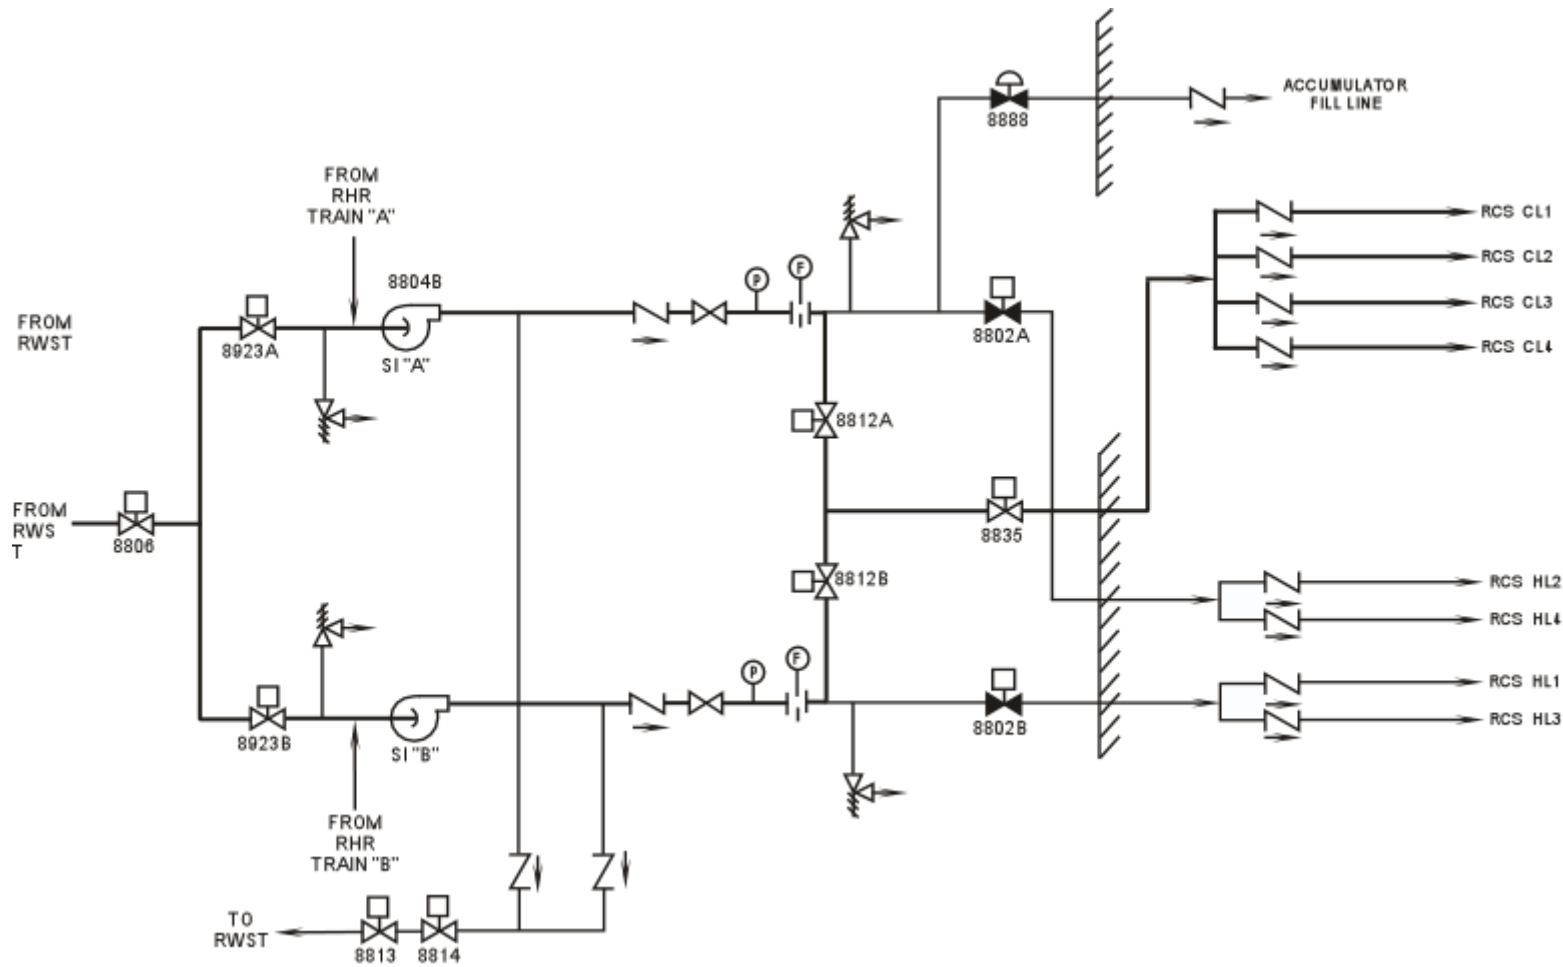 ACCUMULATOR
FILL LINE
8888
FROM
RHR
TRAIN "A"
RCS CL1
RCS CL2
8804B
P
F
FROM
RWST
8923A
SI "A"
8802A
RCS CL3
RCS CL4
8812A
FROM
RWS
T
8806
8835
8812B
RCS HL2
RCS HL4
P
F
RCS HL1
RCS HL3
8923B
SI "B"
8802B
FROM
RHR
TRAIN "B"
TO
RWST
8813
8814